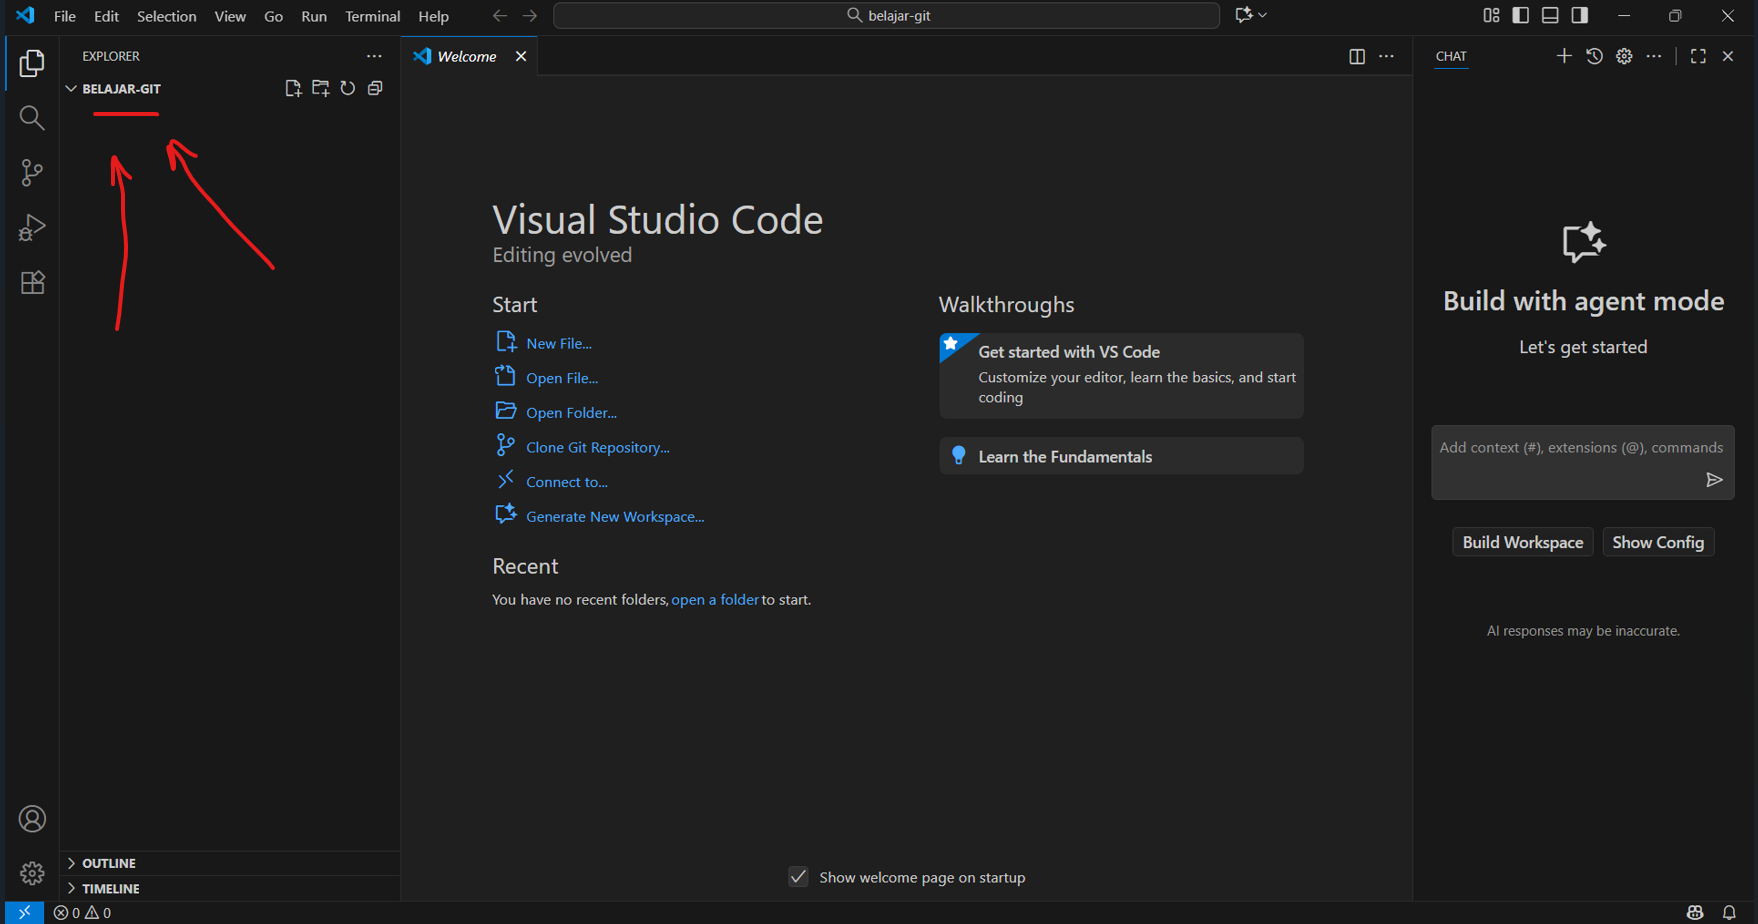 File Edit Selection View Go Run Terminal Help
belajar-git
EXPLORER
BELAJAR-GIT
Welcome
CHAT
Visual Studio Code
Editing evolved
Start
New File...
Open File...
Open Folder...
Clone Git Repository...
Connect to...
Generate New Workspace...
Recent
You have no recent folders, open a folder to start.
Walkthroughs
Get started with VS Code
Customize your editor, learn the basics, and start
coding
Learn the Fundamentals
Build with agent mode
Let's get started
Add context (#), extensions (@), commands
Build Workspace Show Config
AI responses may be inaccurate.
OUTLINE
TIMELINE
Show welcome page on startup
0 0